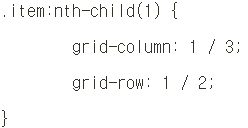 .item:nth-child(1) {
        grid-column: 1 / 3;
        grid-row: 1 / 2;
}